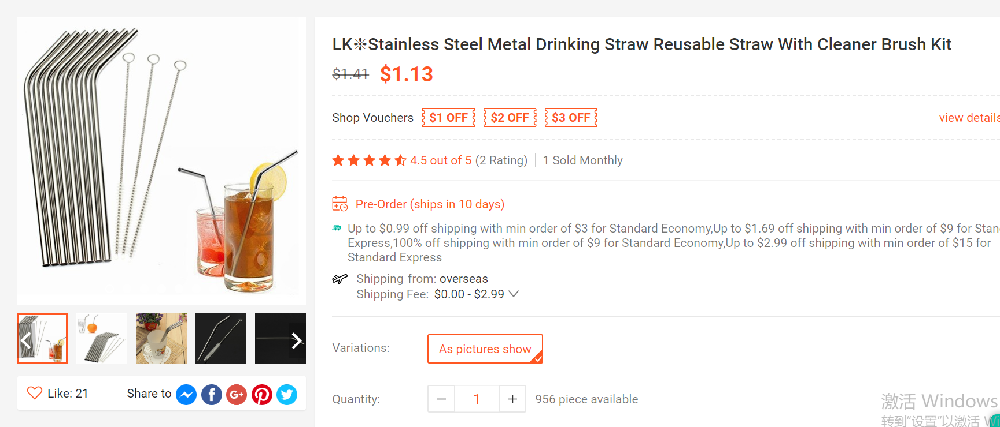 LK❊Stainless Steel Metal Drinking Straw Reusable Straw With Cleaner Brush Kit
$1.41 $1.13
Shop Vouchers $1 OFF $2 OFF $3 OFF view details
4.5 out of 5 (2 Rating) 1 Sold Monthly
Pre-Order (ships in 10 days)
Up to $0.99 off shipping with min order of $3 for Standard Economy,Up to $1.69 off shipping with min order of $9 for Stan
Express,100% off shipping with min order of $9 for Standard Economy,Up to $2.99 off shipping with min order of $15 for
Standard Express
Shipping from: overseas
Shipping Fee: $0.00 - $2.99
Variations: As pictures show
Quantity: − 1 + 956 piece available
Like: 21 Share to
激活 Windows
转到“设置”以激活 Wi